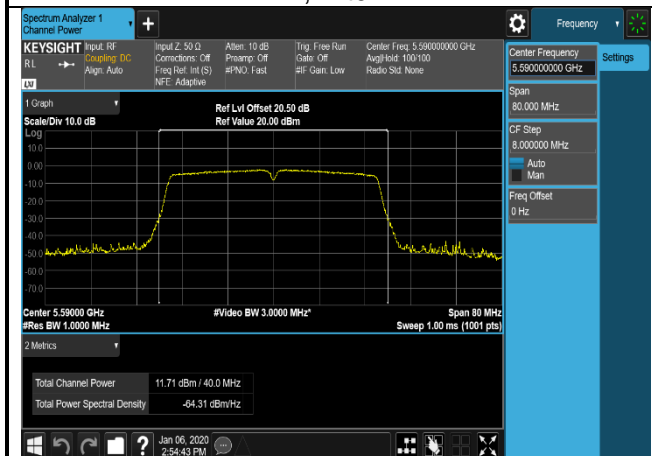 Spectrum Analyzer 1
Channel Power
+
Frequency
KEYSIGHT
RL
LXI
Input: RF
Coupling: DC
Align: Auto
Input Z: 50 Ω
Corrections: Off
Freq Ref: Int (S)
NFE: Adaptive
Atten: 10 dB
Preamp: Off
#PNO: Fast
Trig: Free Run
Gate: Off
#IF Gain: Low
Center Freq: 5.590000000 GHz
Avg|Hold: 100/100
Radio Std: None
Center Frequency
5.590000000 GHz
Settings
Span
80.000 MHz
CF Step
8.000000 MHz
Auto
Man
Freq Offset
0 Hz
1 Graph
Scale/Div 10.0 dB
Ref Lvl Offset 20.50 dB
Ref Value 20.00 dBm
Log
10.0
0.00
-10.0
-20.0
-30.0
-40.0
-50.0
-60.0
-70.0
Center 5.59000 GHz
#Video BW 3.0000 MHz*
Span 80 MHz
#Res BW 1.0000 MHz
Sweep 1.00 ms (1001 pts)
2 Metrics
Total Channel Power 11.71 dBm / 40.0 MHz
Total Power Spectral Density -64.31 dBm/Hz
?
Jan 06, 2020
2:54:43 PM